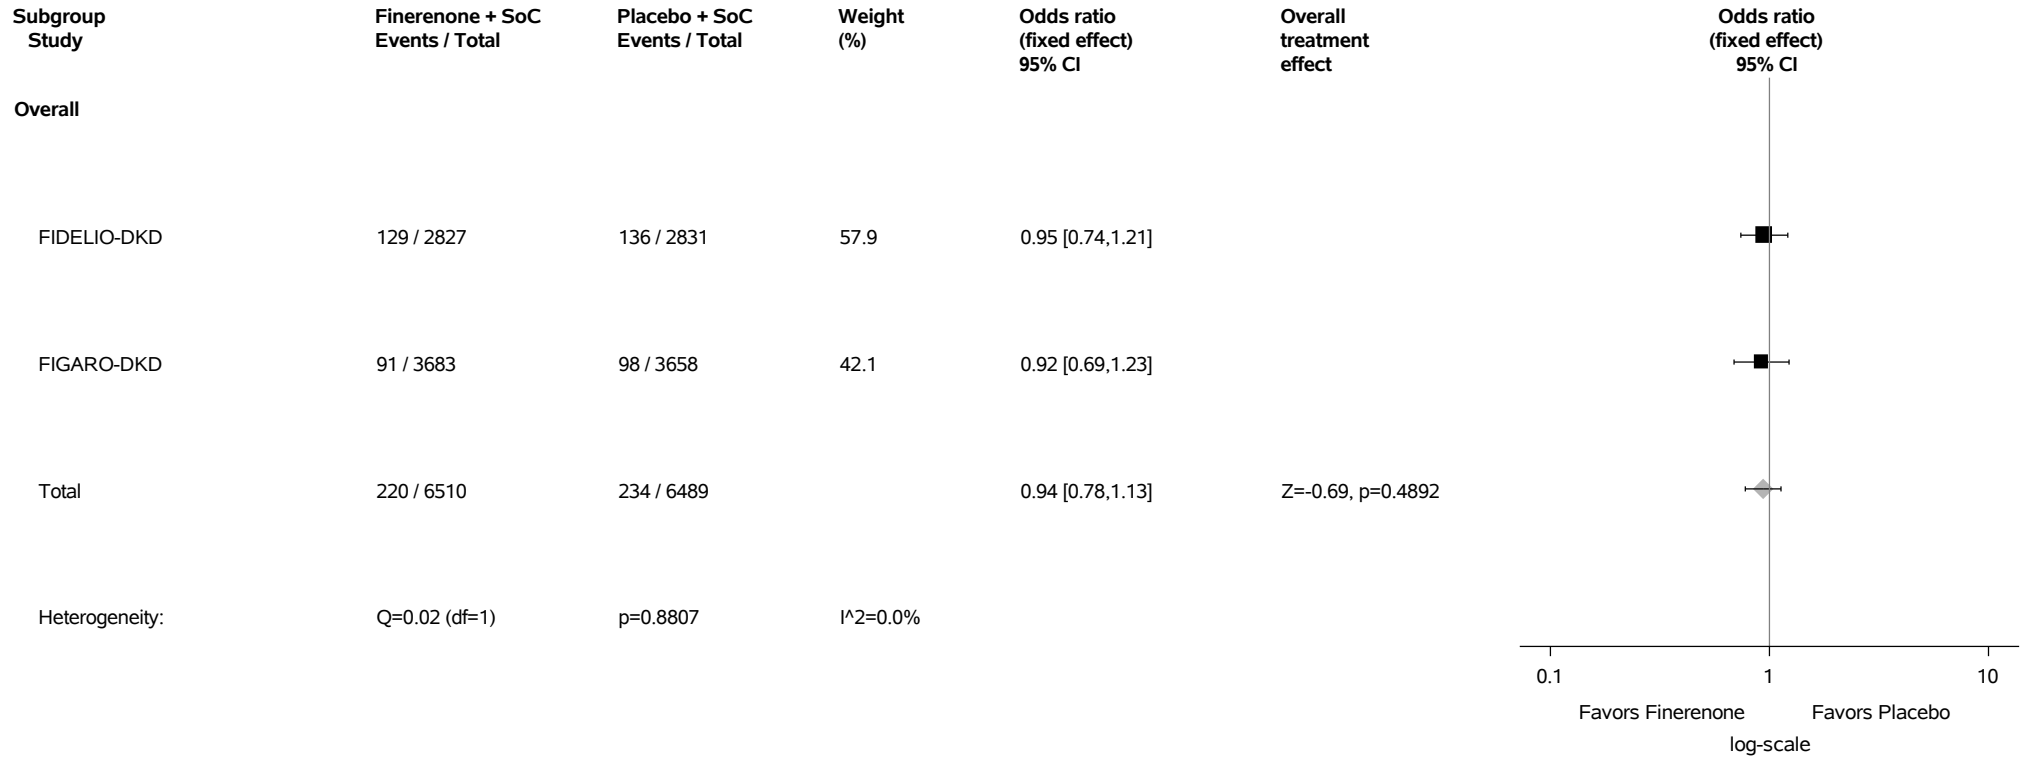 Subgroup Finerenone + SoC Placebo + SoC Weight Odds ratio Overall Odds ratio
Study Events / Total Events / Total (%) (fixed effect) treatment (fixed effect)
95% CI effect 95% CI
Overall
FIDELIO-DKD 129 / 2827 136 / 2831 57.9 0.95 [0.74,1.21]
FIGARO-DKD 91 / 3683 98 / 3658 42.1 0.92 [0.69,1.23]
Total 220 / 6510 234 / 6489 0.94 [0.78,1.13] Z=-0.69, p=0.4892
Heterogeneity: Q=0.02 (df=1) p=0.8807 I^2=0.0%
0.1 1 10
Favors Finerenone Favors Placebo
log-scale